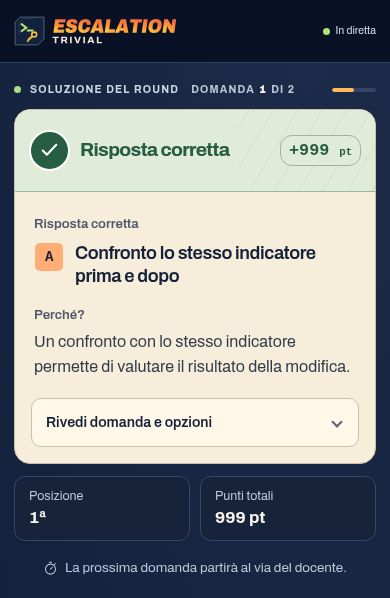 ESCALATION
TRIVIAL
In diretta
SOLUZIONE DEL ROUND DOMANDA 1 DI 2
Risposta corretta
+999 pt
Risposta corretta
A Confronto lo stesso indicatore
prima e dopo
Perché?
Un confronto con lo stesso indicatore
permette di valutare il risultato della modifica.
Rivedi domanda e opzioni
Posizione
1ª
Punti totali
999 pt
La prossima domanda partirà al via del docente.